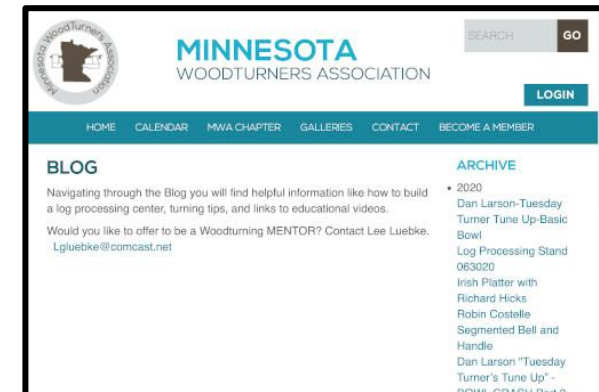 Minnesota WoodTurners Association
MINNESOTA
WOODTURNERS ASSOCIATION
SEARCH
GO
LOGIN
HOME CALENDAR MWA CHAPTER GALLERIES CONTACT BECOME A MEMBER
BLOG
Navigating through the Blog you will find helpful information like how to build
a log processing center, turning tips, and links to educational videos.
Would you like to offer to be a Woodturning MENTOR? Contact Lee Luebke.
Lgluebke@comcast.net
ARCHIVE
• 2020
Dan Larson-Tuesday
Turner Tune Up-Basic
Bowl
Log Processing Stand
063020
Irish Platter with
Richard Hicks
Robin Costelle
Segmented Bell and
Handle
Dan Larson "Tuesday
Turner's Tune Up" -